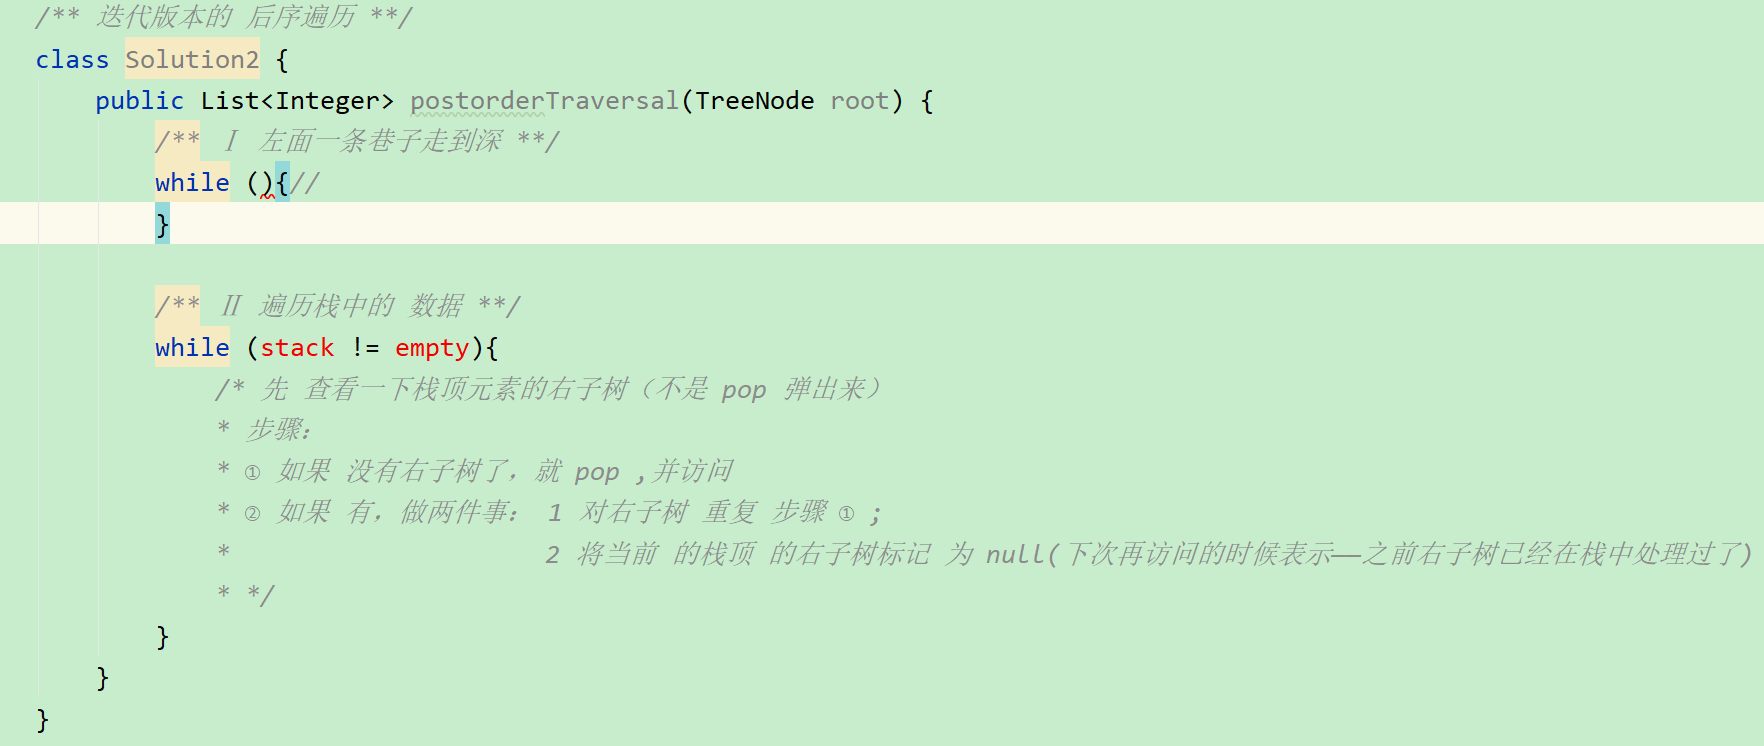 /** 迭代版本的 后序遍历 **/
class Solution2 {
public List<Integer> postorderTraversal(TreeNode root) {
/** Ⅰ 左面一条巷子走到深 **/
while (){//
}
/** Ⅱ 遍历栈中的 数据 **/
while (stack != empty){
/* 先 查看一下栈顶元素的右子树（不是 pop 弹出来）
* 步骤：
* ① 如果 没有右子树了，就 pop ,并访问
* ② 如果 有，做两件事： 1 对右子树 重复 步骤 ① ;
* 2 将当前 的栈顶 的右子树标记 为 null(下次再访问的时候表示——之前右子树已经在栈中处理过了)
* */
}
}
}